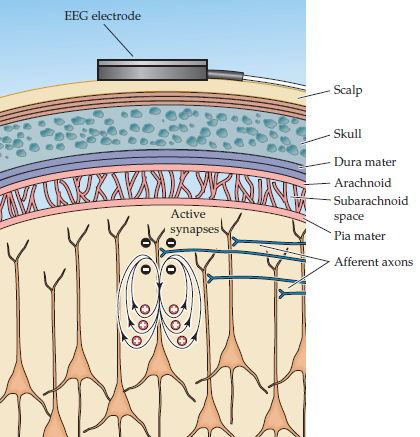 EEG electrode
Scalp
Skull
Dura mater
Arachnoid
Subarachnoid
space
Pia mater
Active
synapses
Afferent axons